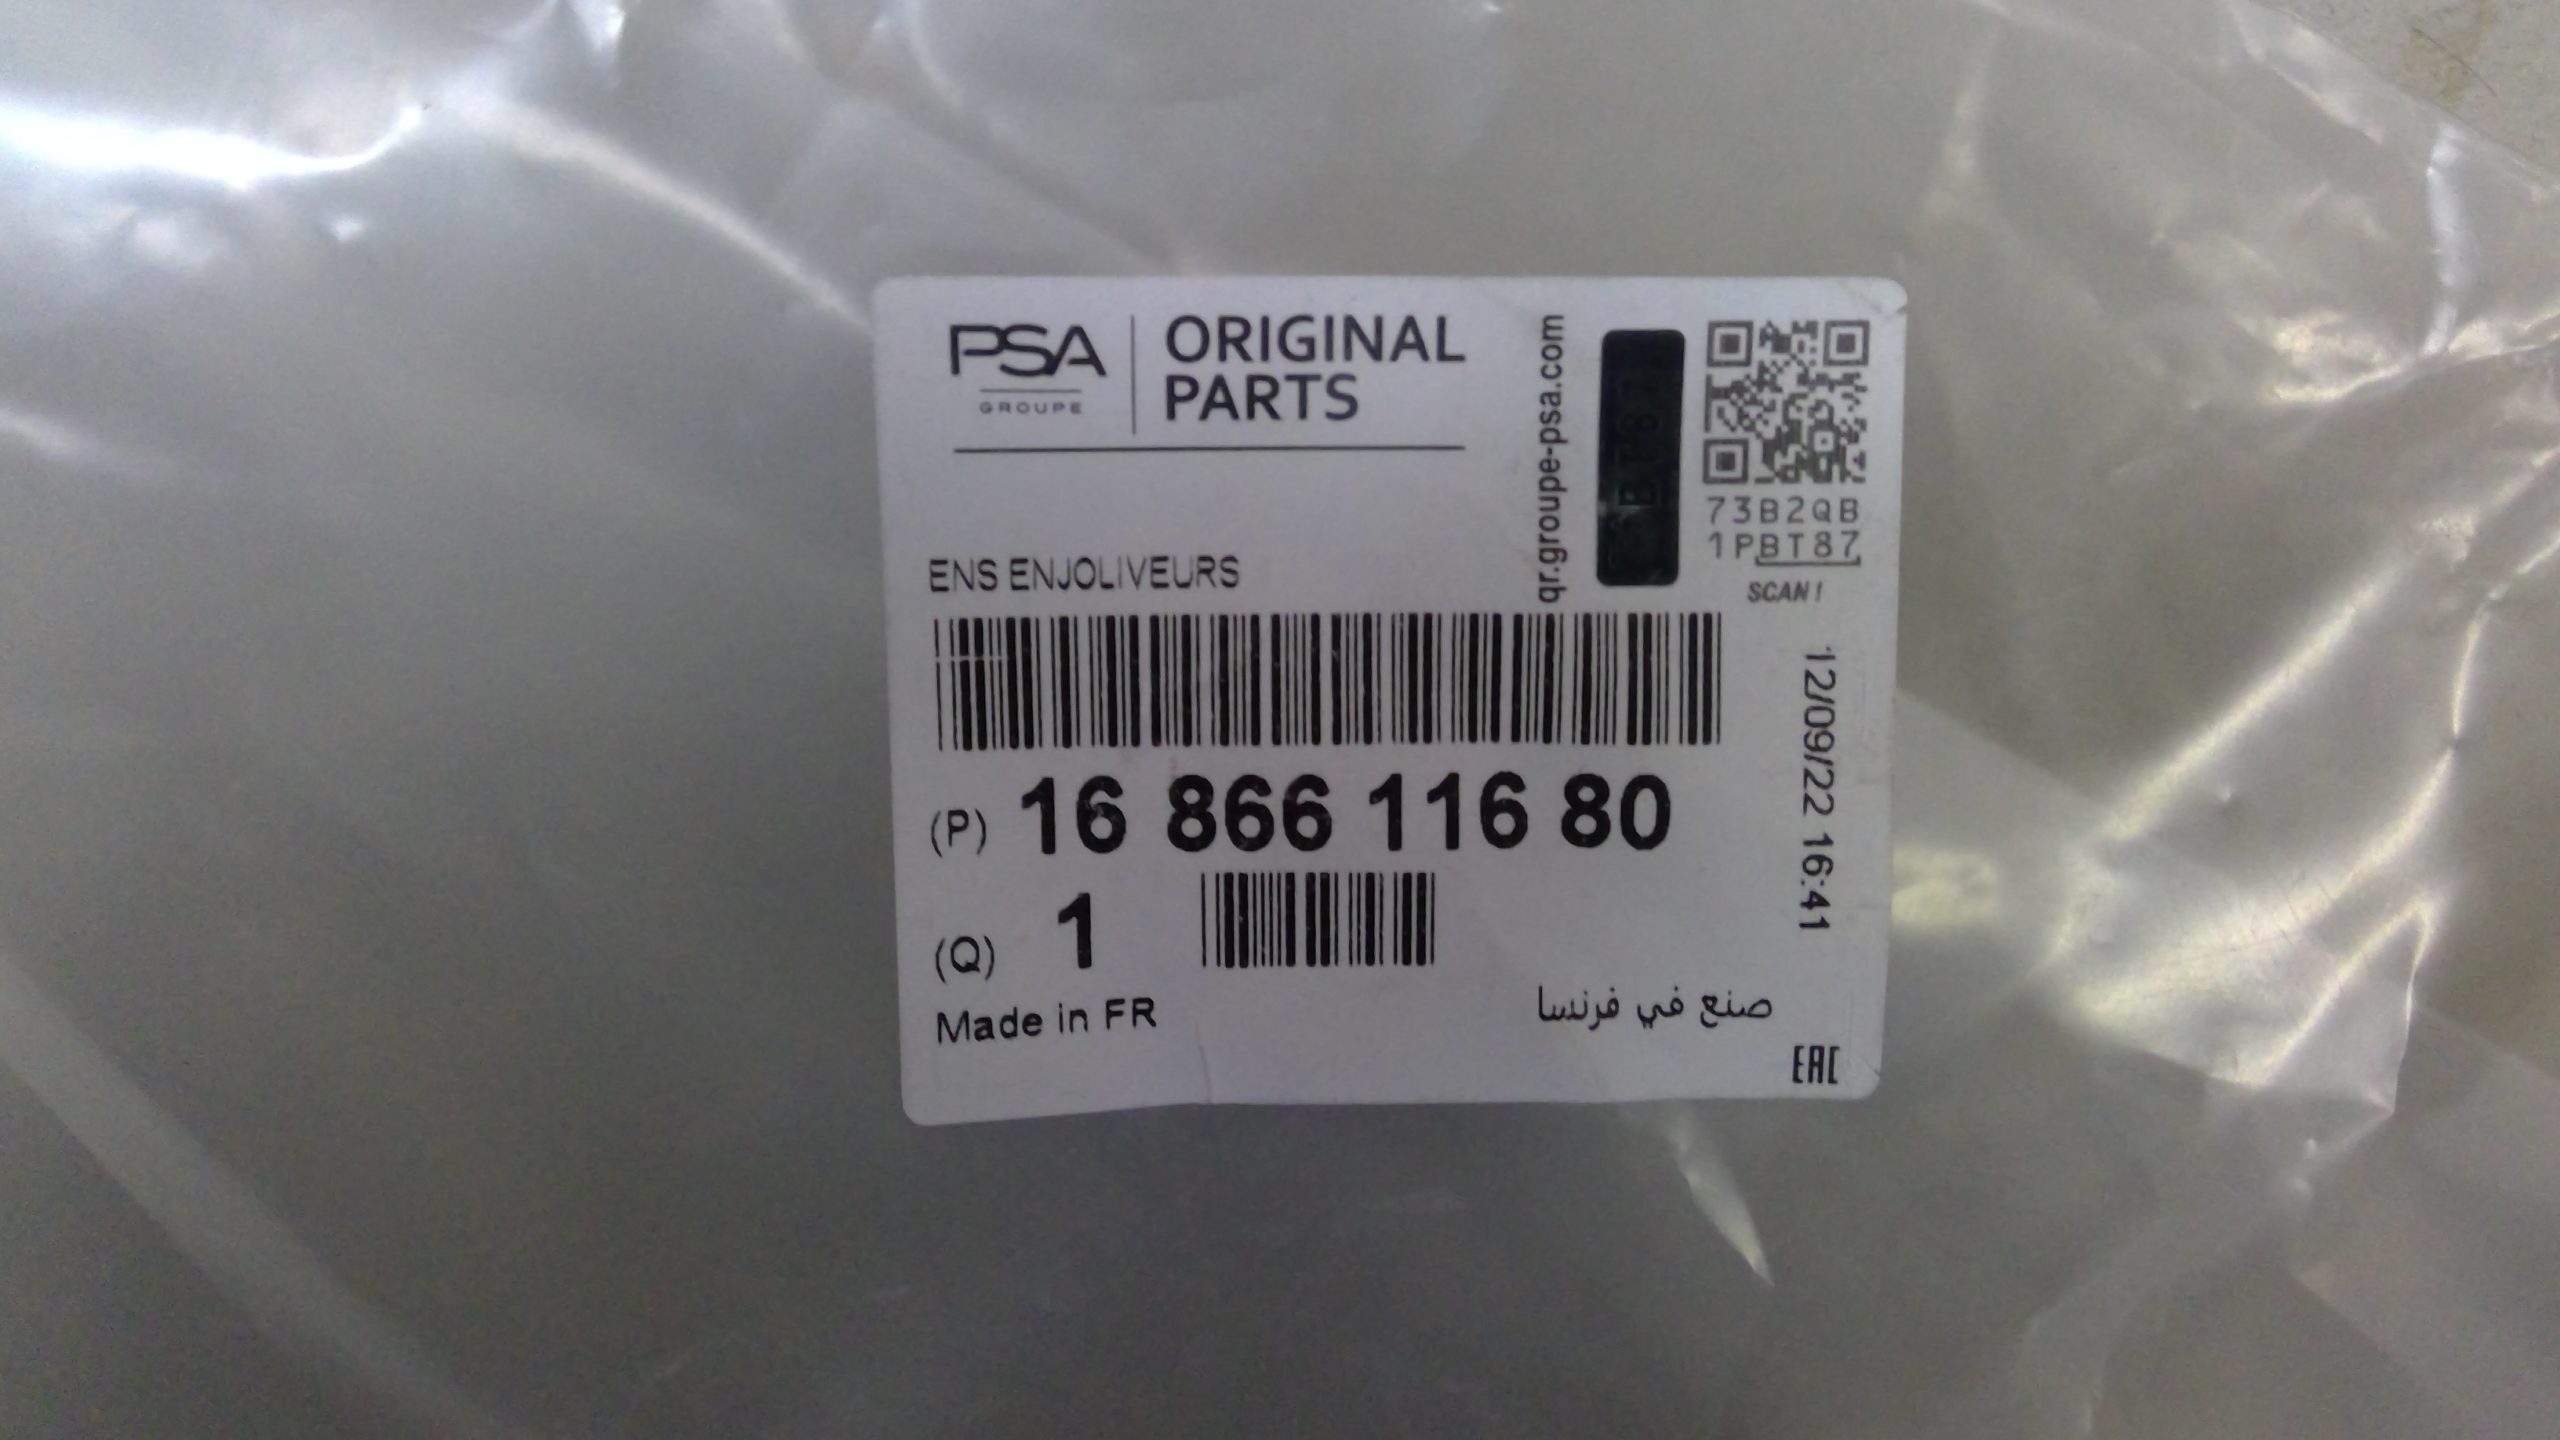 PSA
GROUPE
ORIGINAL
PARTS
qr.groupe-psa.com
73B2QB
1PBT87
SCAN!
ENS ENJOLIVEURS
12/09/22 16:41
(P) 16 866 116 80
(Q) 1
Made in FR
صنع في فرنسا
EAC